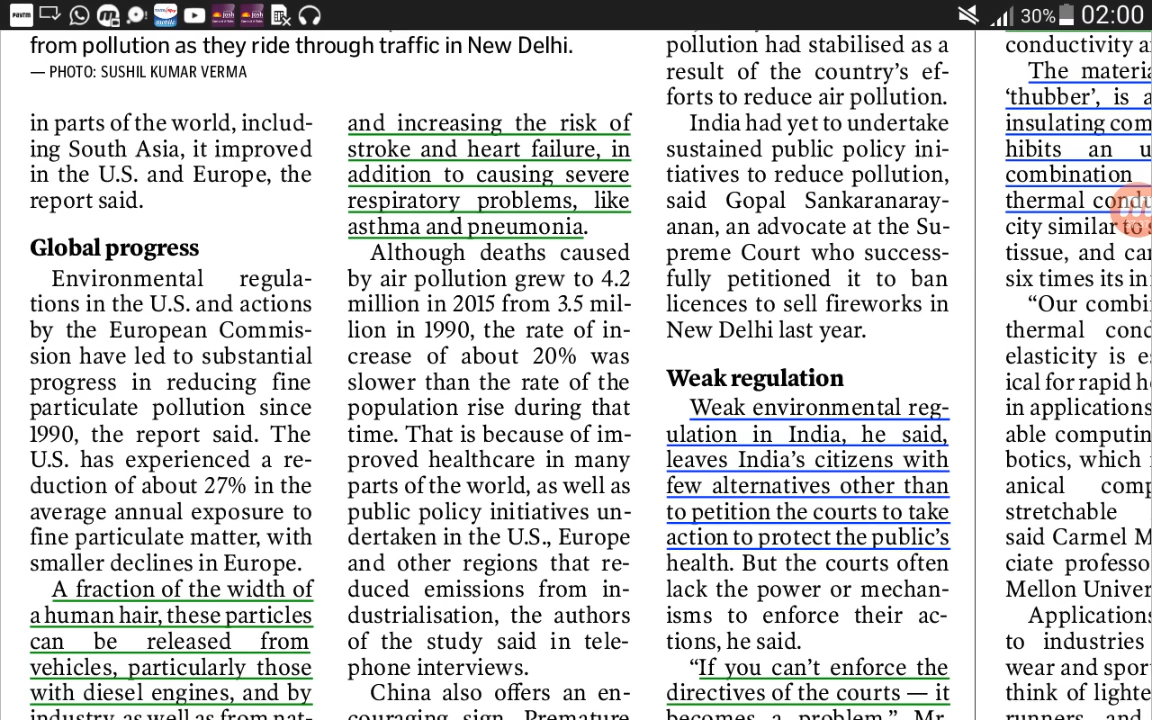 30% 02:00
from pollution as they ride through traffic in New Delhi.
— PHOTO: SUSHIL KUMAR VERMA
in parts of the world, includ-
ing South Asia, it improved
in the U.S. and Europe, the
report said.
Global progress
Environmental regula-
tions in the U.S. and actions
by the European Commis-
sion have led to substantial
progress in reducing fine
particulate pollution since
1990, the report said. The
U.S. has experienced a re-
duction of about 27% in the
average annual exposure to
fine particulate matter, with
smaller declines in Europe.
A fraction of the width of
a human hair, these particles
can be released from
vehicles, particularly those
with diesel engines, and by
industry, as well as from nat-
and increasing the risk of
stroke and heart failure, in
addition to causing severe
respiratory problems, like
asthma and pneumonia.
Although deaths caused
by air pollution grew to 4.2
million in 2015 from 3.5 mil-
lion in 1990, the rate of in-
crease of about 20% was
slower than the rate of the
population rise during that
time. That is because of im-
proved healthcare in many
parts of the world, as well as
public policy initiatives un-
dertaken in the U.S., Europe
and other regions that re-
duced emissions from in-
dustrialisation, the authors
of the study said in tele-
phone interviews.
China also offers an en-
couraging sign. Premature
pollution had stabilised as a
result of the country's ef-
forts to reduce air pollution.
India had yet to undertake
sustained public policy ini-
tiatives to reduce pollution,
said Gopal Sankaranaray-
anan, an advocate at the Su-
preme Court who success-
fully petitioned it to ban
licences to sell fireworks in
New Delhi last year.
Weak regulation
Weak environmental reg-
ulation in India, he said,
leaves India's citizens with
few alternatives other than
to petition the courts to take
action to protect the public's
health. But the courts often
lack the power or mechan-
isms to enforce their ac-
tions, he said.
"If you can't enforce the
directives of the courts — it
becomes a problem," Mr.
conductivity
The
'thubber', is a
insulating
hibits an
combination
thermal
city similar to
tissue, and
six times its
"Our
thermal
elasticity is
ical for rapid
in applications
able
botics, which
anical
stretchable
said Carmel M
ciate
Mellon
Applications
to industries
wear and
think of
runners and